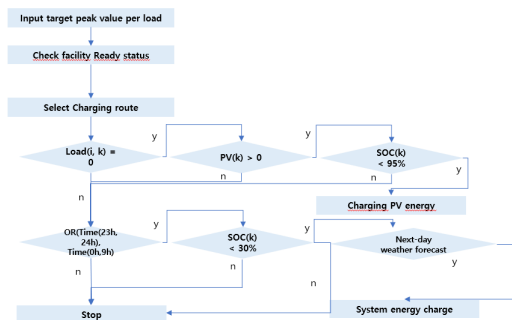 Input target peak value per load
Check facility Ready status
Select Charging route
Load(i, k) =
0
y
PV(k) > 0
y
SOC(k)
< 95%
y
n
n
n
Charging PV energy
OR(Time(23h,
24h),
Time(0h,9h)
y
SOC(k)
< 30%
y
Next-day
weather forecast
y
n
n
n
Stop
System energy charge